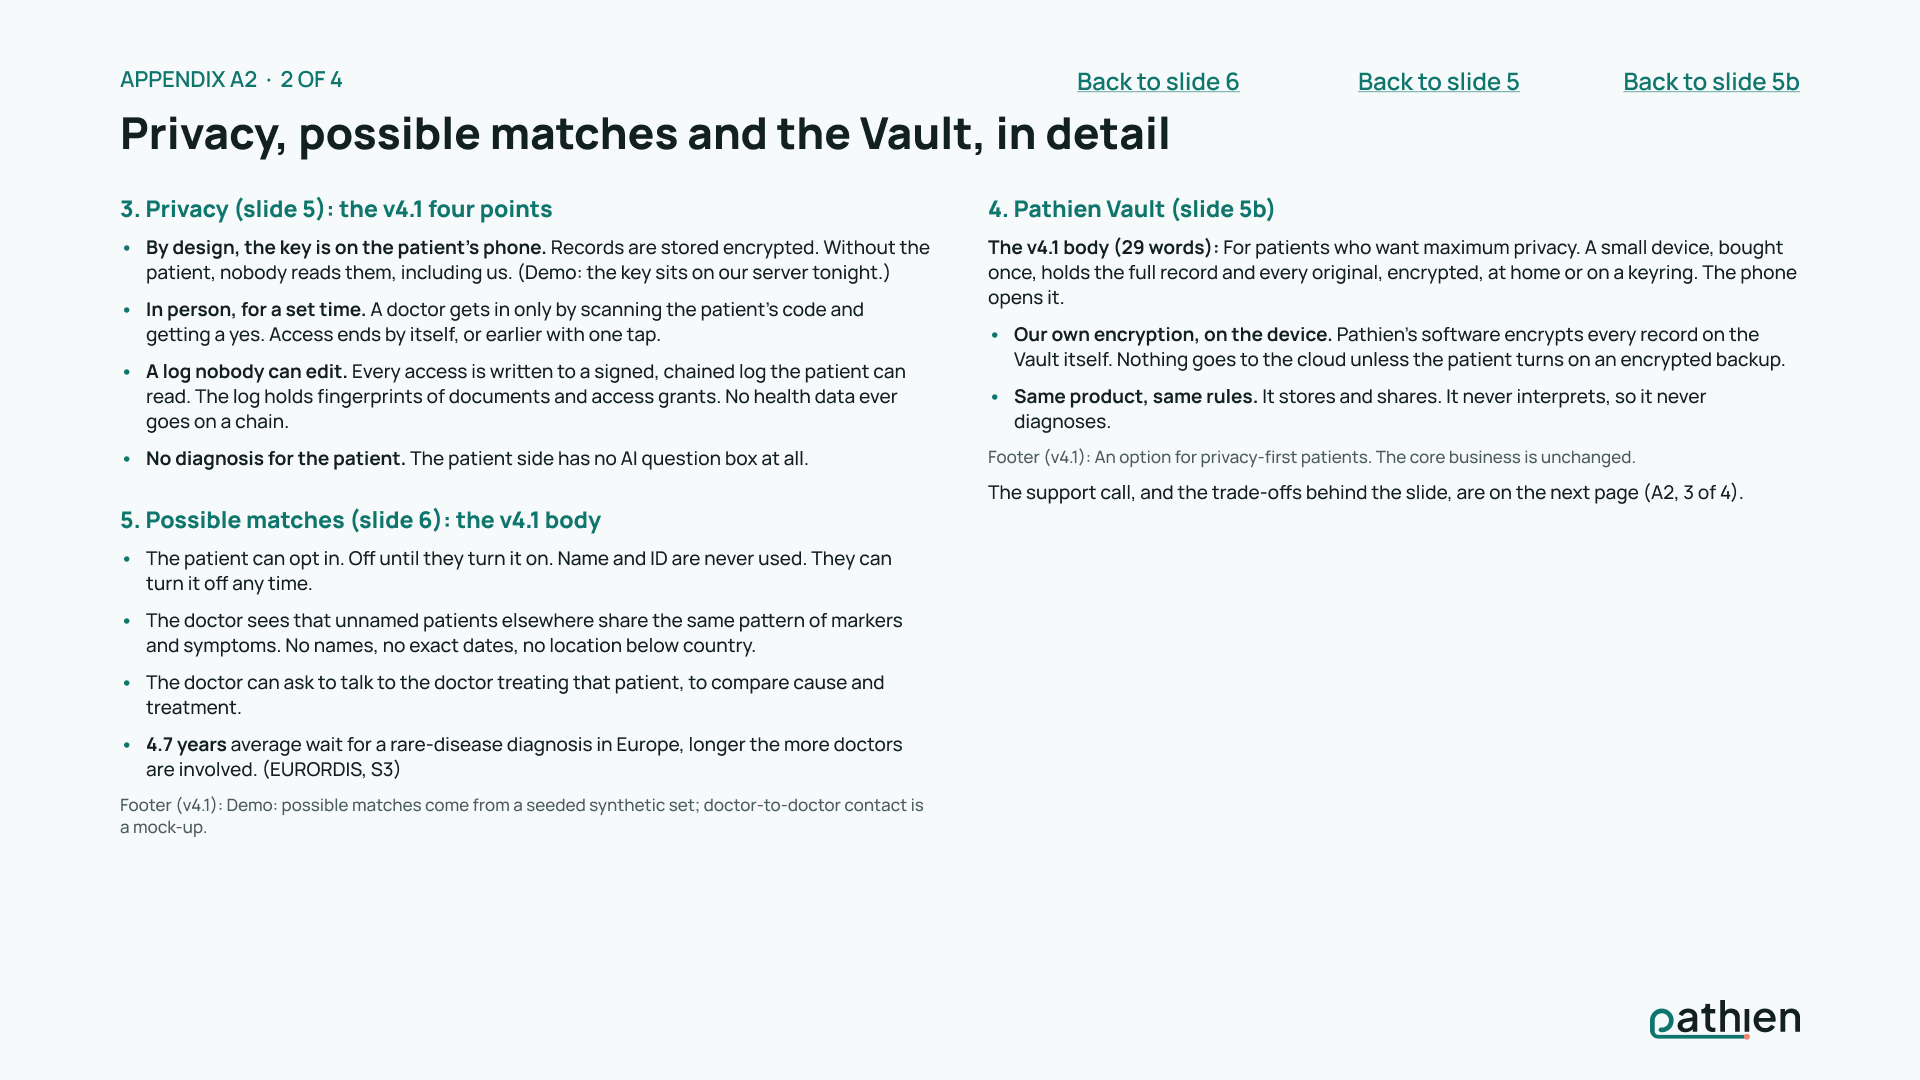 APPENDIX A2 · 2 OF 4
Back to slide 6
Back to slide 5
Back to slide 5b
Privacy, possible matches and the Vault, in detail
3. Privacy (slide 5): the v4.1 four points
• By design, the key is on the patient’s phone. Records are stored encrypted. Without the
patient, nobody reads them, including us. (Demo: the key sits on our server tonight.)
• In person, for a set time. A doctor gets in only by scanning the patient’s code and
getting a yes. Access ends by itself, or earlier with one tap.
• A log nobody can edit. Every access is written to a signed, chained log the patient can
read. The log holds fingerprints of documents and access grants. No health data ever
goes on a chain.
• No diagnosis for the patient. The patient side has no AI question box at all.
5. Possible matches (slide 6): the v4.1 body
• The patient can opt in. Off until they turn it on. Name and ID are never used. They can
turn it off any time.
• The doctor sees that unnamed patients elsewhere share the same pattern of markers
and symptoms. No names, no exact dates, no location below country.
• The doctor can ask to talk to the doctor treating that patient, to compare cause and
treatment.
• 4.7 years average wait for a rare-disease diagnosis in Europe, longer the more doctors
are involved. (EURORDIS, S3)
Footer (v4.1): Demo: possible matches come from a seeded synthetic set; doctor-to-doctor contact is
a mock-up.
4. Pathien Vault (slide 5b)
The v4.1 body (29 words): For patients who want maximum privacy. A small device, bought
once, holds the full record and every original, encrypted, at home or on a keyring. The phone
opens it.
• Our own encryption, on the device. Pathien’s software encrypts every record on the
Vault itself. Nothing goes to the cloud unless the patient turns on an encrypted backup.
• Same product, same rules. It stores and shares. It never interprets, so it never
diagnoses.
Footer (v4.1): An option for privacy-first patients. The core business is unchanged.
The support call, and the trade-offs behind the slide, are on the next page (A2, 3 of 4).
pathien